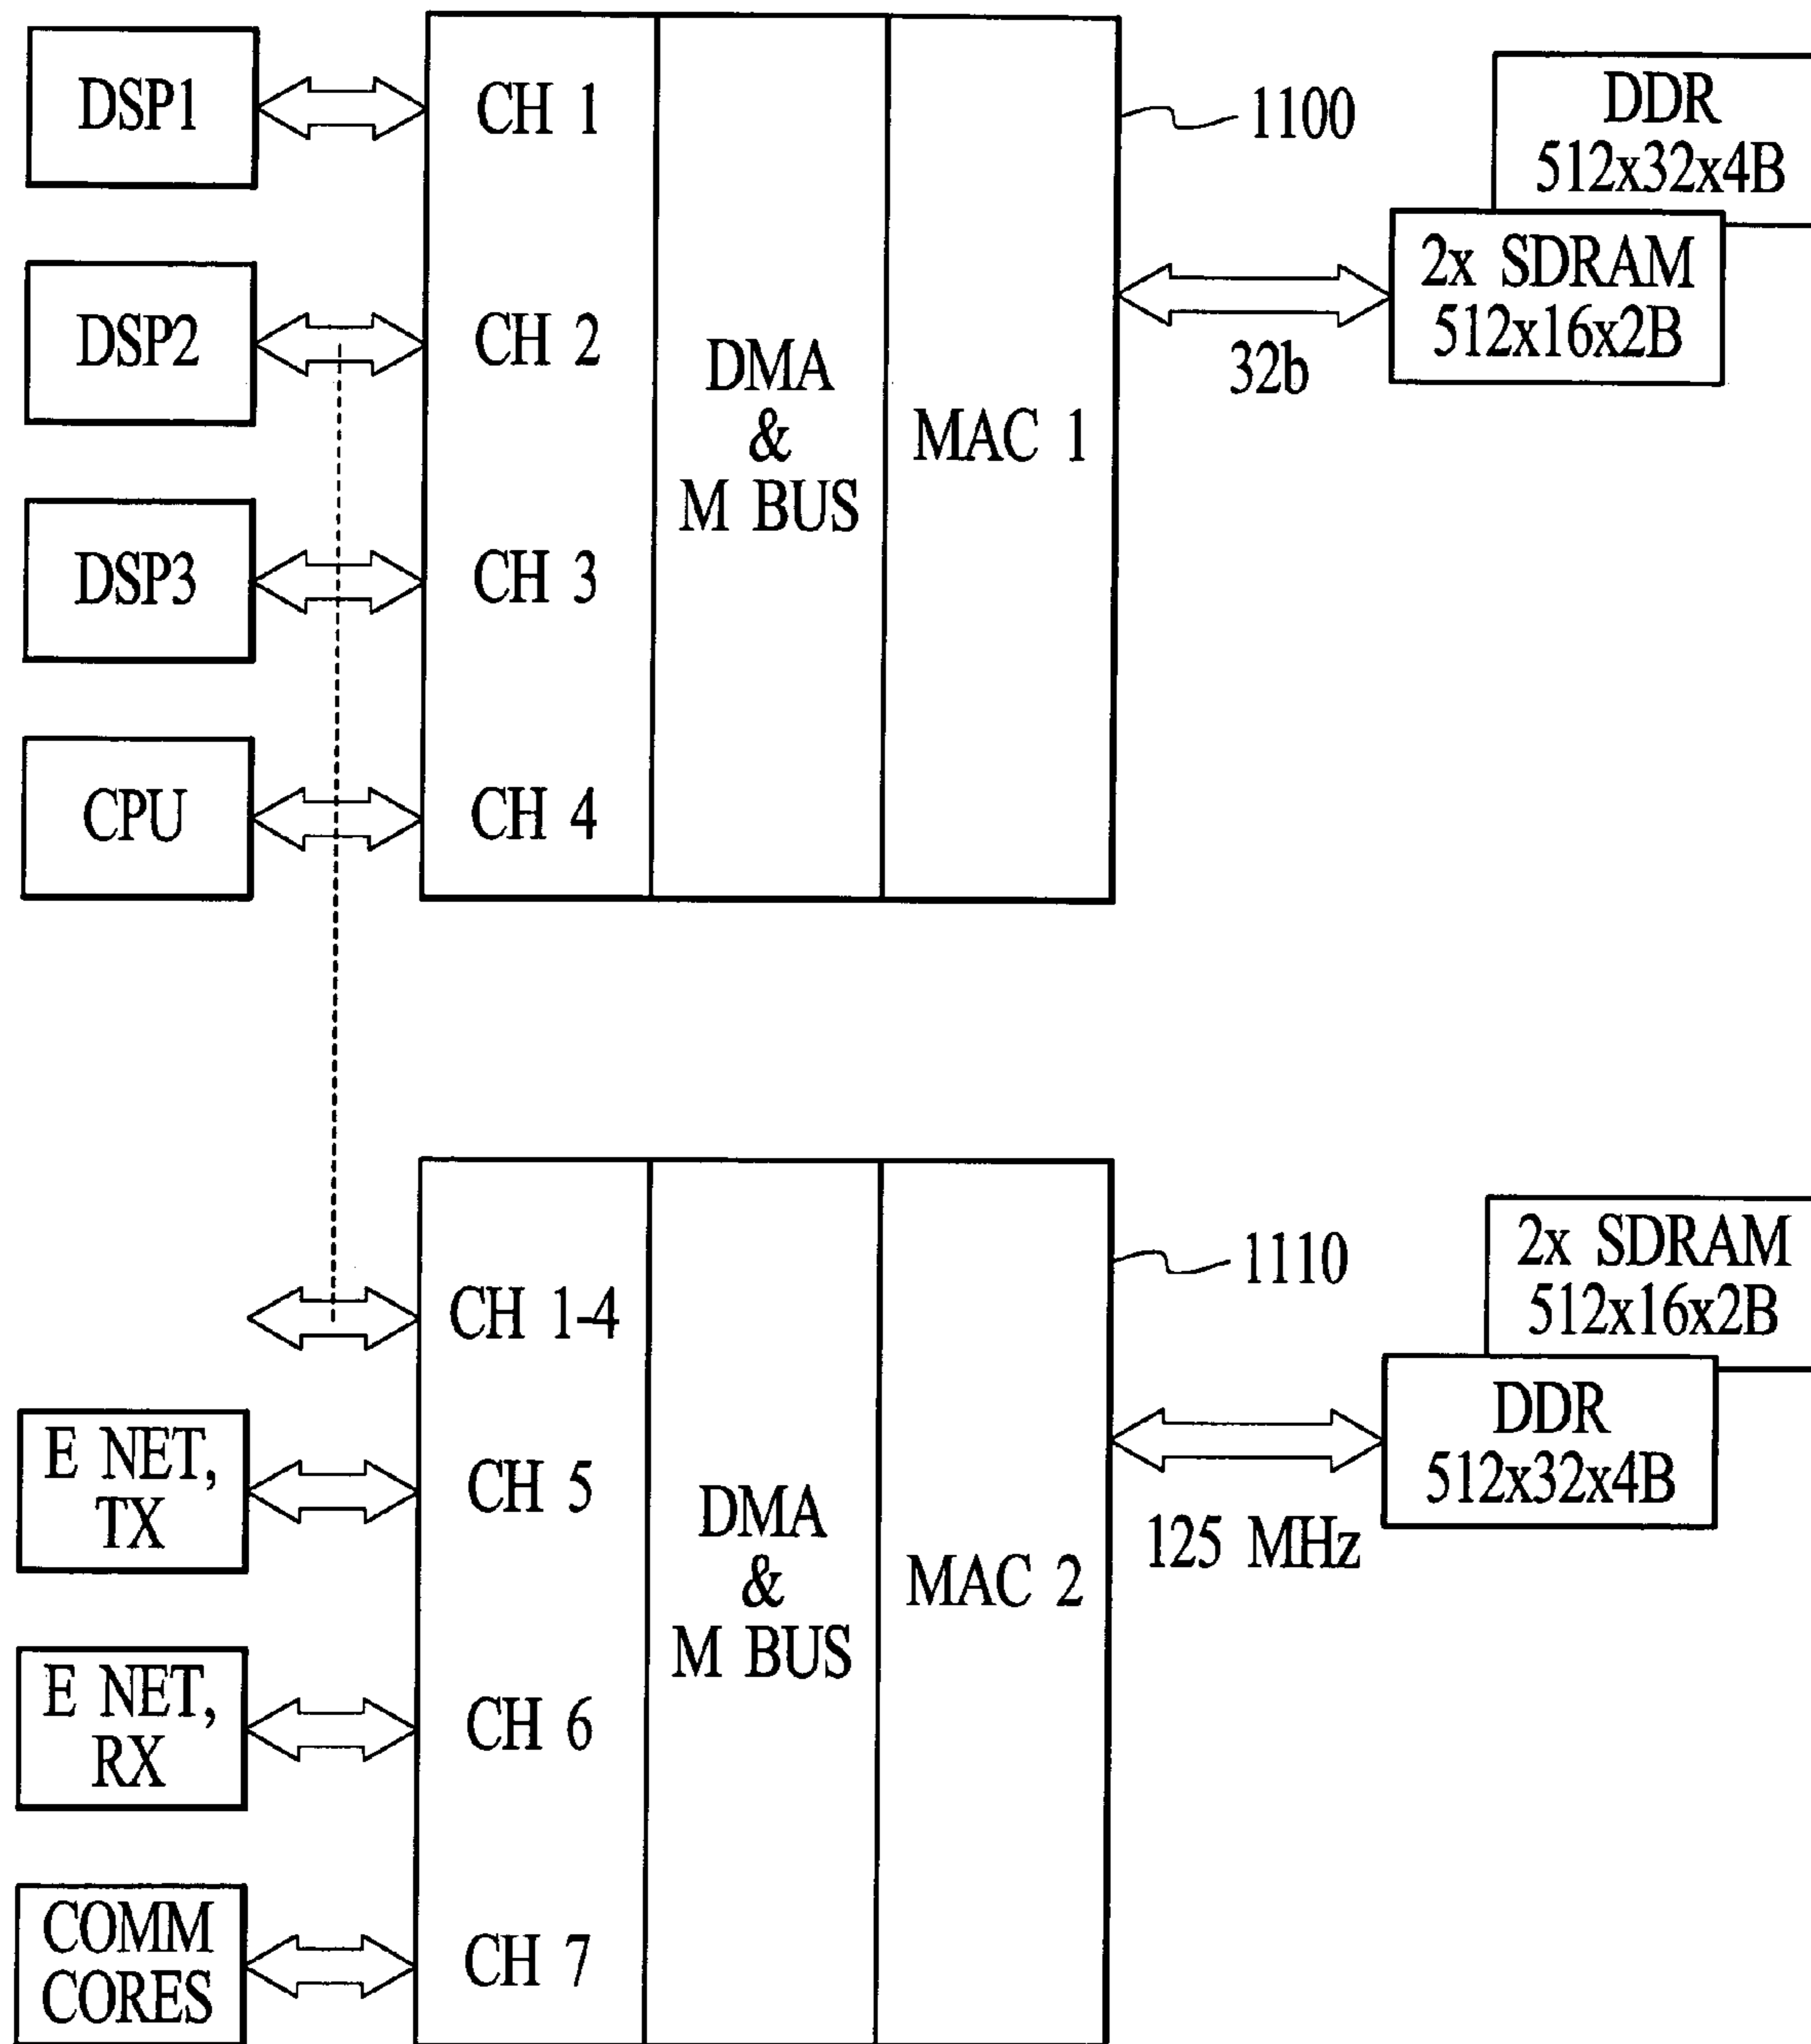 DSP1
CH 1
1100
DDR
512x32x4B
2x SDRAM
512x16x2B
32b
DSP2
CH 2
DMA
&
M BUS
MAC 1
DSP3
CH 3
CPU
CH 4
CH 1-4
1110
2x SDRAM
512x16x2B
DDR
512x32x4B
125 MHz
E NET,
TX
CH 5
DMA
&
M BUS
MAC 2
E NET,
RX
CH 6
COMM
CORES
CH 7